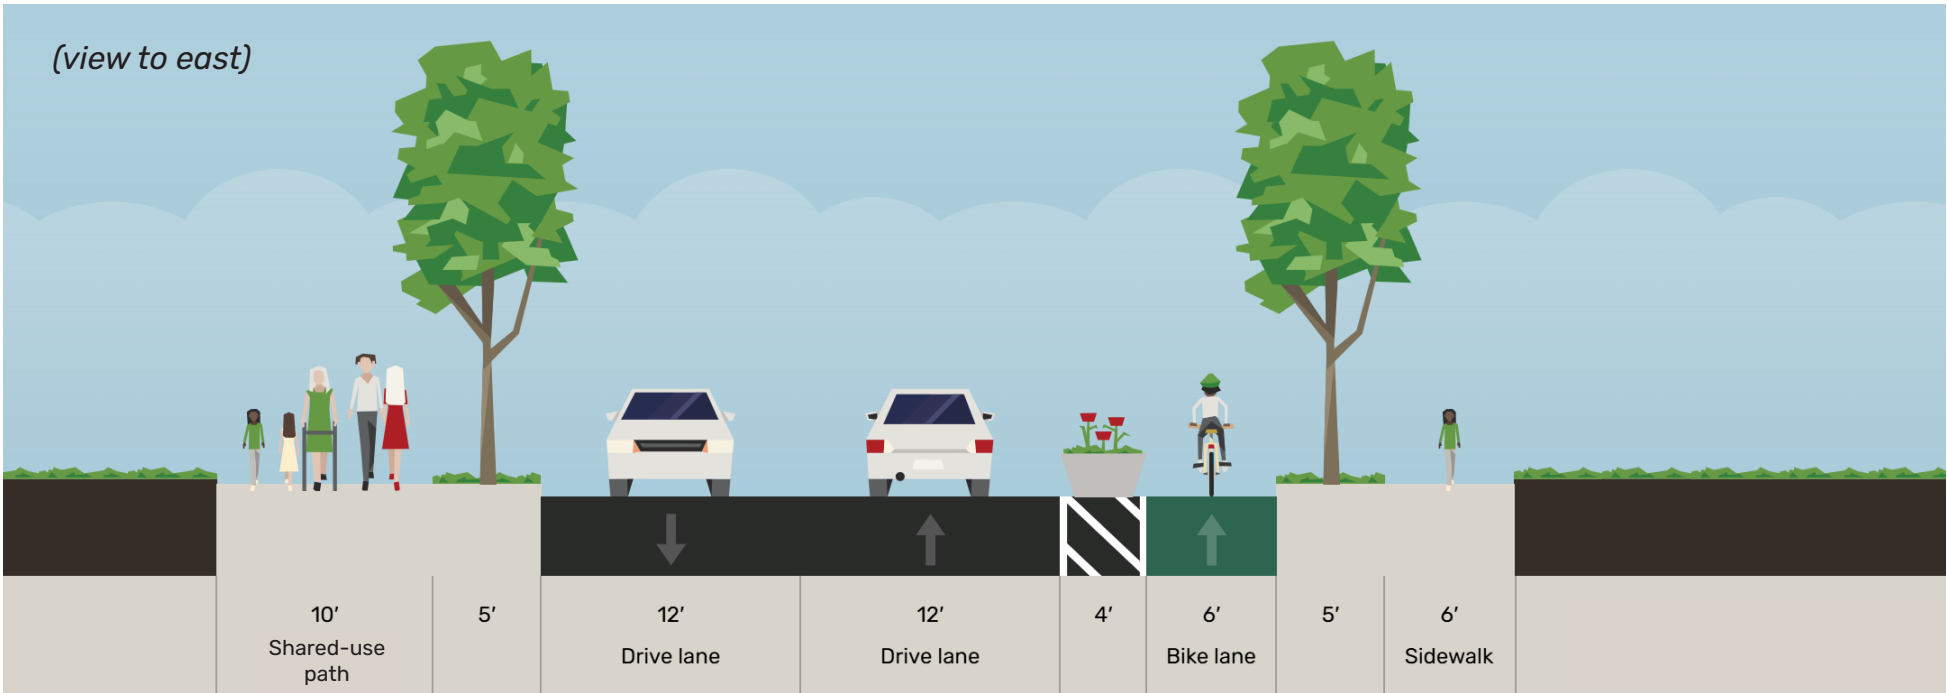 (view to east)
10′
Shared-use
path
5′
12′
Drive lane
12′
Drive lane
4′
6′
Bike lane
5′
6′
Sidewalk